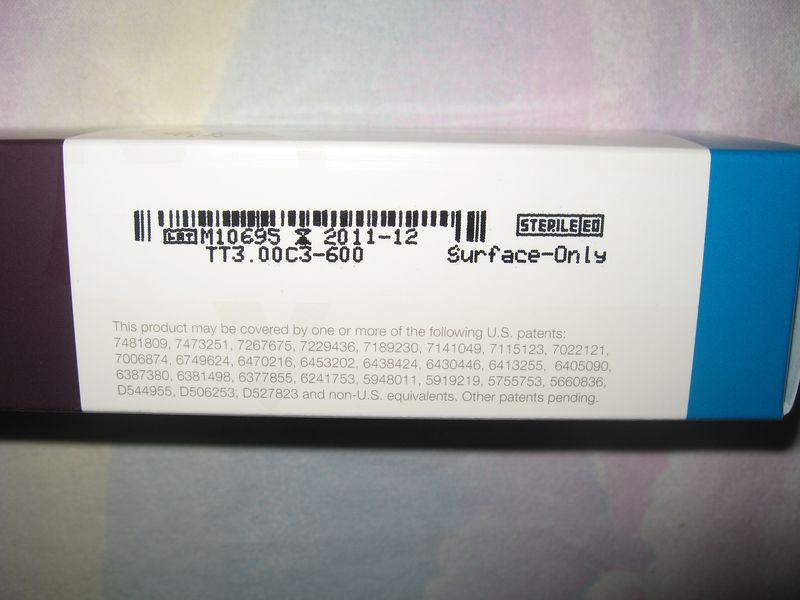 STERILE EO
LOT M10695 2011-12
TT3.00C3-600 Surface-Only
This product may be covered by one or more of the following U.S. patents:
7481809, 7473251, 7267675, 7229436, 7189230, 7141049, 7115123, 7022121,
7006874, 6749624, 6470216, 6453202, 6438424, 6430446, 6413255, 6405090,
6387380, 6381498, 6377855, 6241753, 5948011, 5919219, 5755753, 5660836,
D544955, D506253, D527823 and non-U.S. equivalents. Other patents pending.